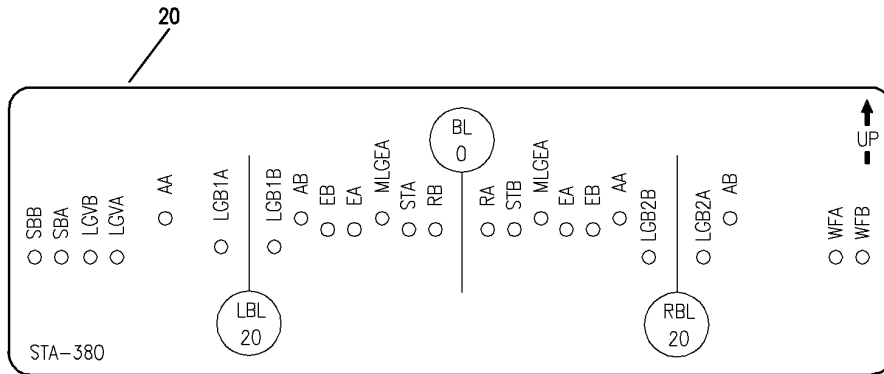 20
BL
0
UP
SBB
SBA
LGVB
LGVA
AA
LGB1A
LGB1B
AB
EB
EA
MLGEA
STA
RB
RA
STB
MLGEA
EA
EB
AA
LGB2B
LGB2A
AB
WFA
WFB
LBL
20
RBL
20
STA-380